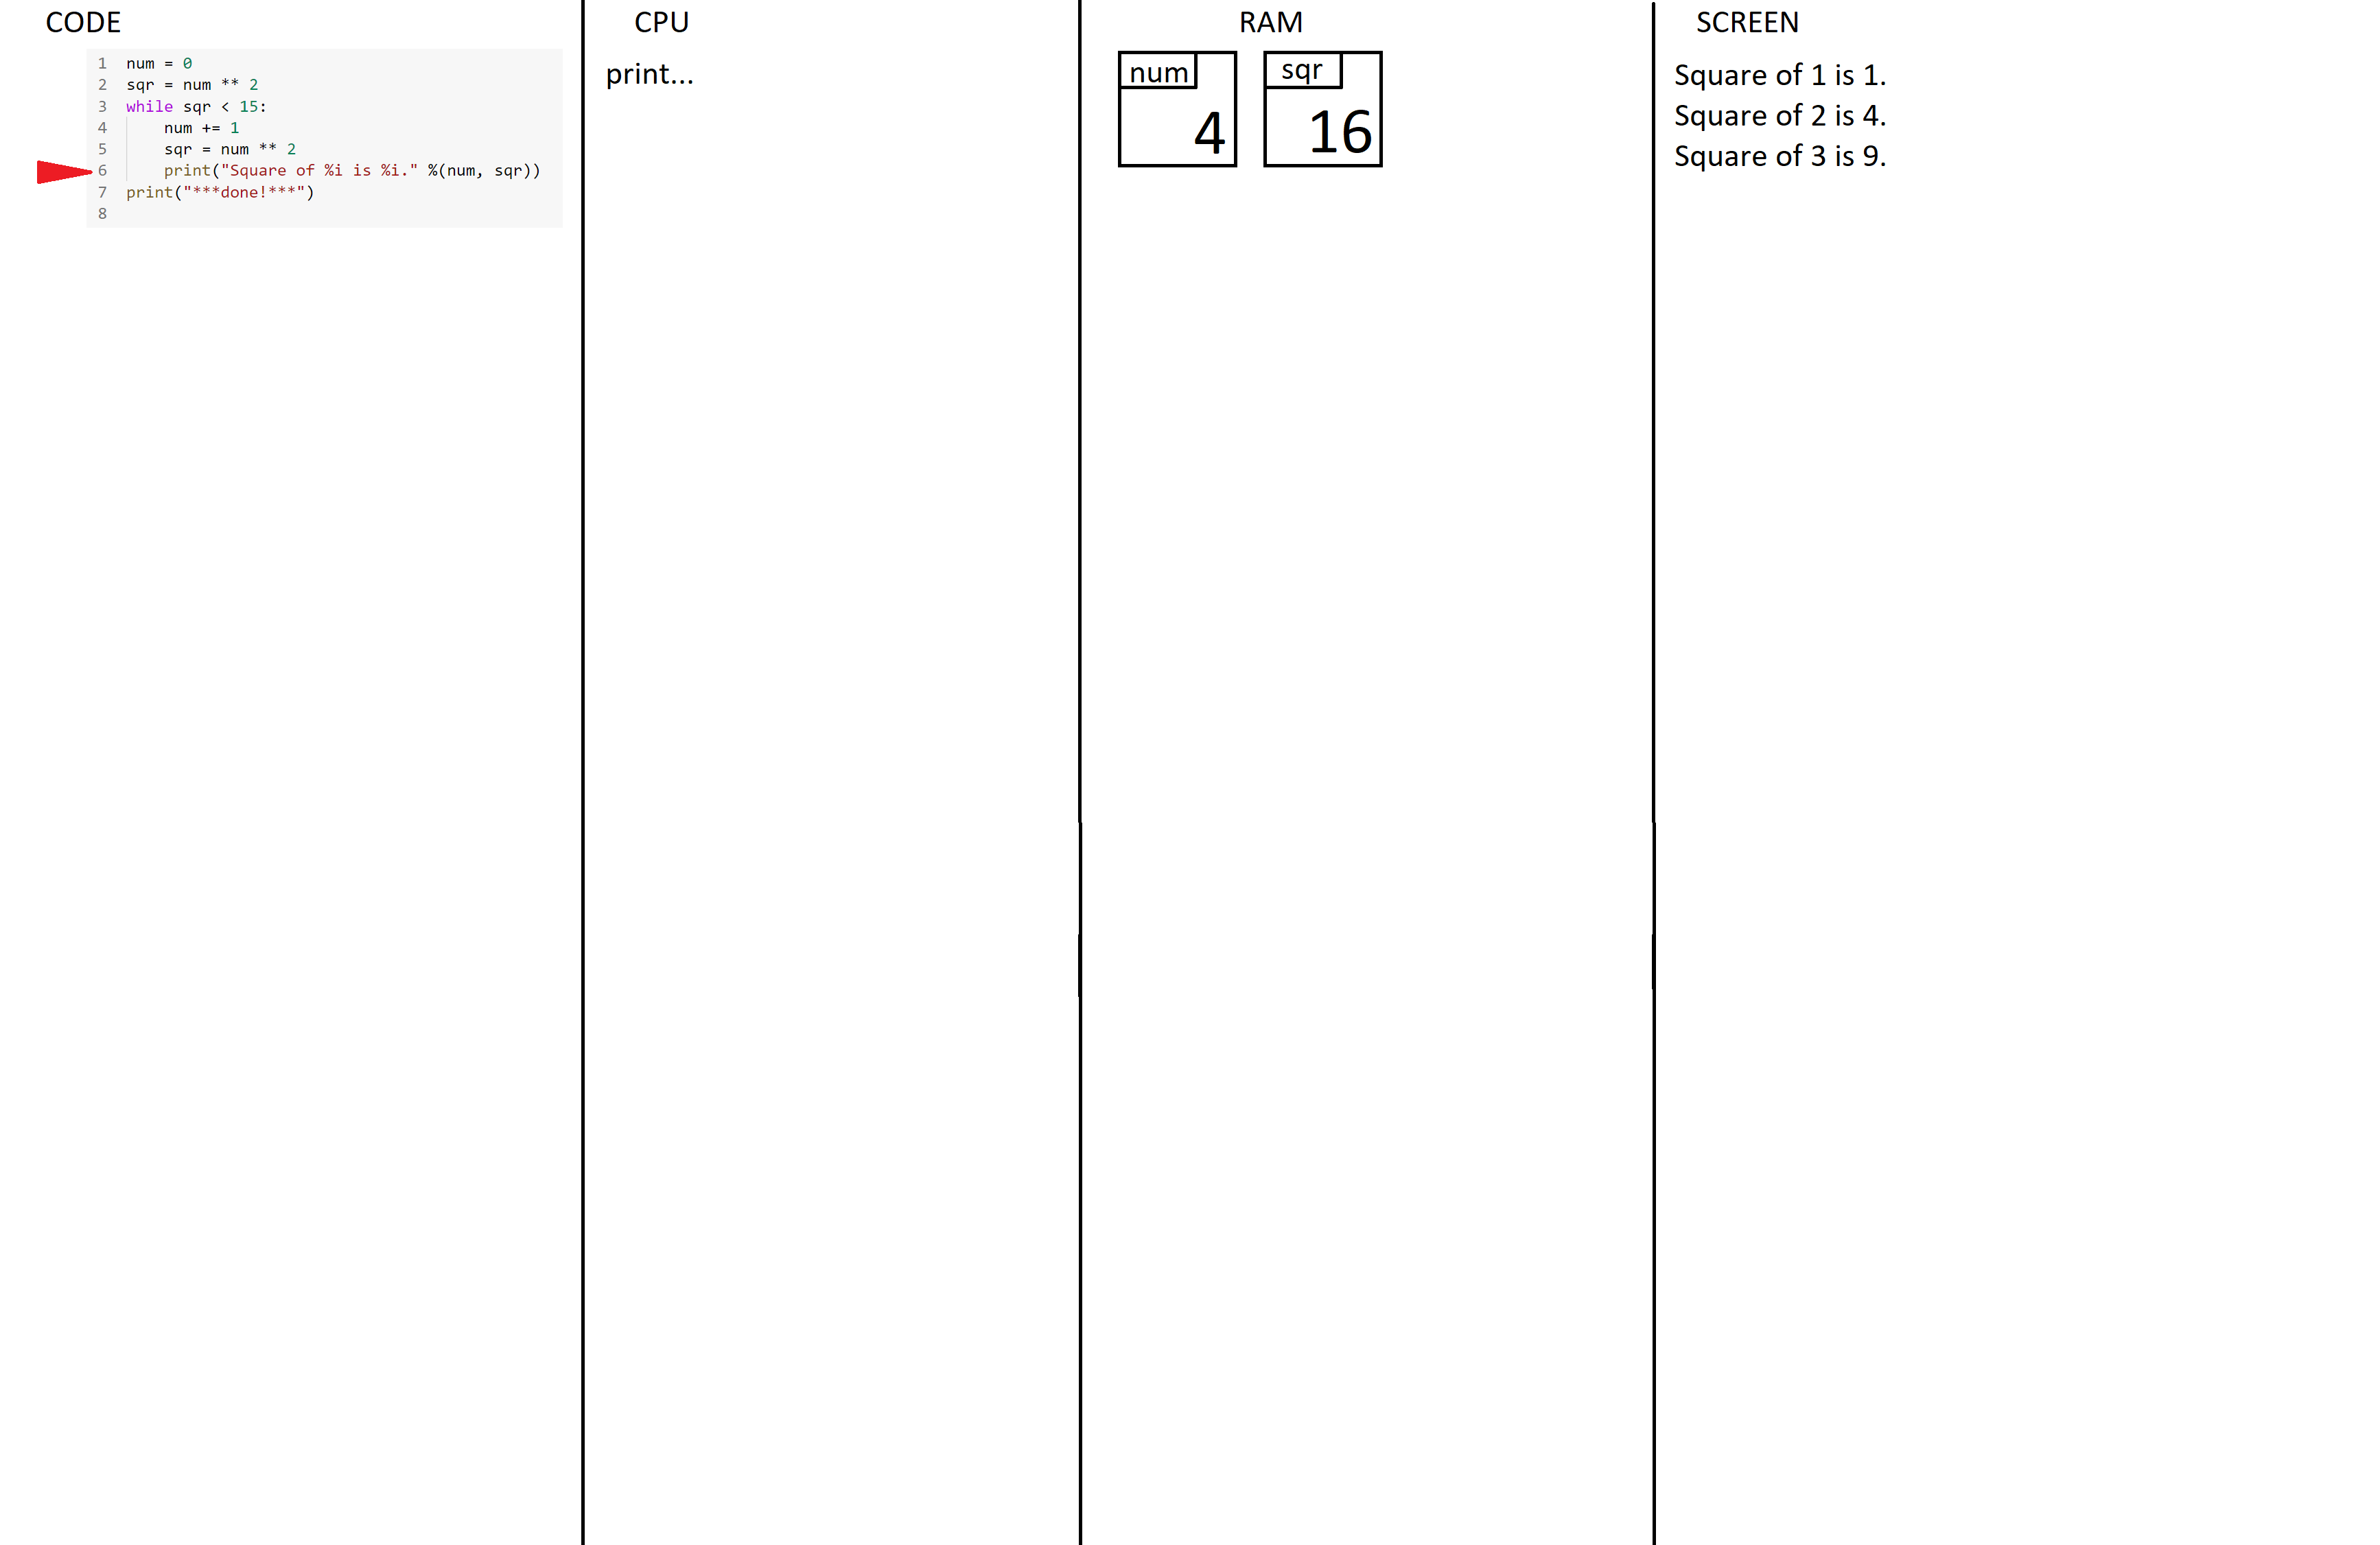 CODE
1 num = 0
2 sqr = num ** 2
3 while sqr < 15:
4     num += 1
5     sqr = num ** 2
6     print("Square of %i is %i." %(num, sqr))
7 print("***done!***")
8
CPU
print...
RAM
num
4
sqr
16
SCREEN
Square of 1 is 1.
Square of 2 is 4.
Square of 3 is 9.